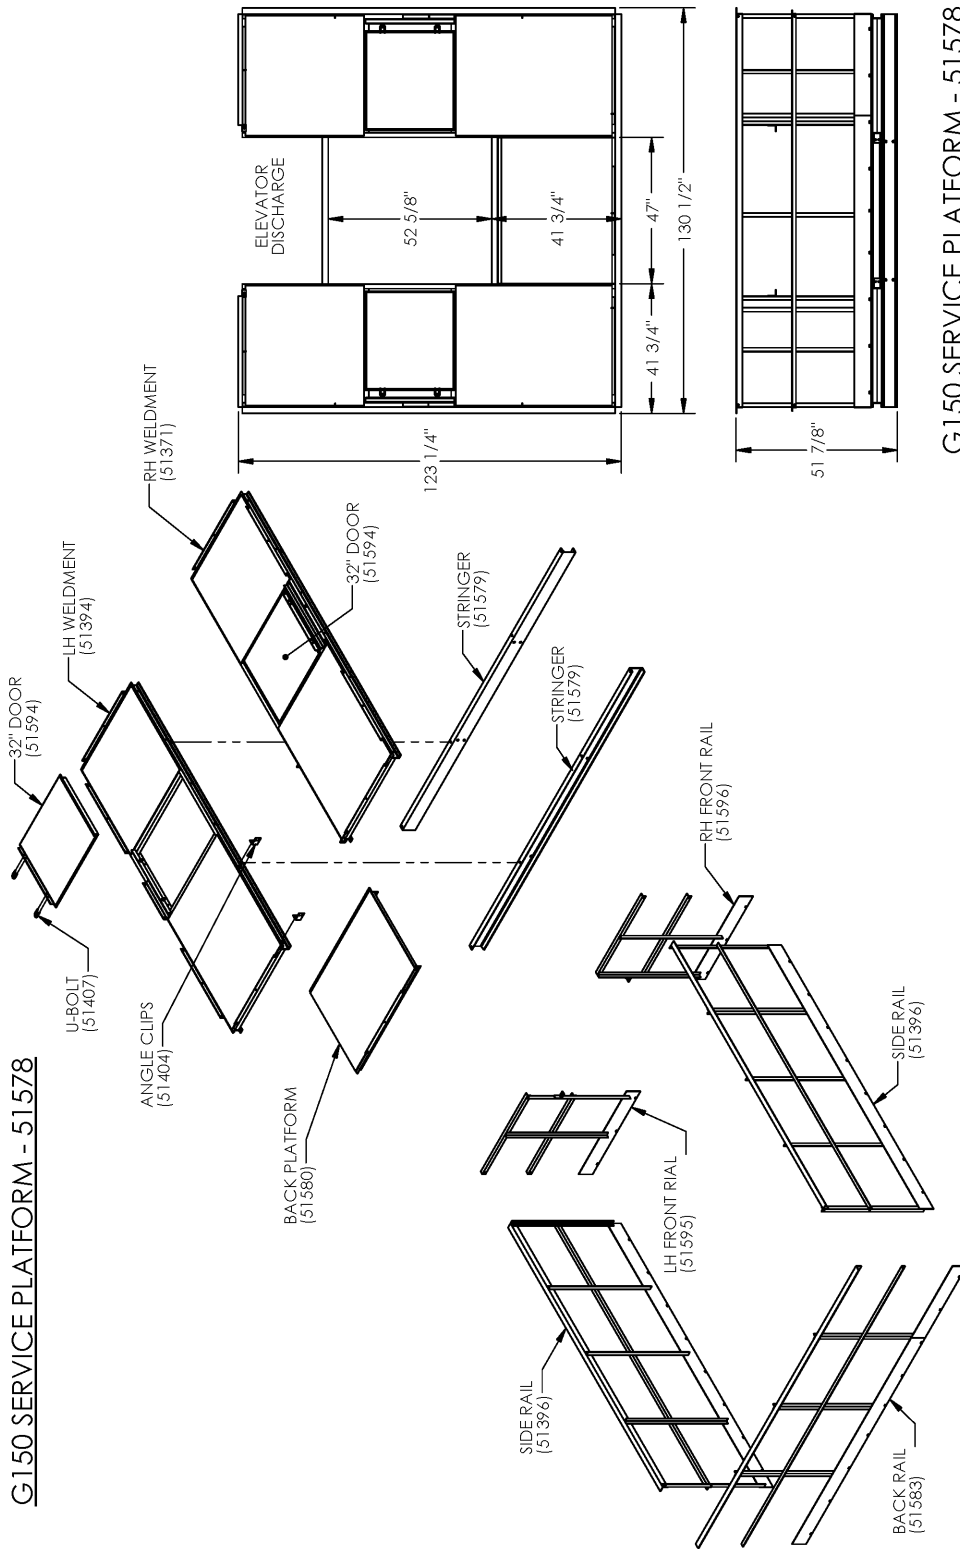 G150 SERVICE PLATFORM - 51578
32" DOOR
(51594)
LH WELDMENT
(51394)
RH WELDMENT
(51371)
U-BOLT
(51407)
ANGLE CLIPS
(51404)
32" DOOR
(51594)
BACK PLATFORM
(51580)
STRINGER
(51579)
STRINGER
(51579)
SIDE RAIL
(51396)
LH FRONT RIAL
(51595)
RH FRONT RAIL
(51596)
BACK RAIL
(51583)
SIDE RAIL
(51396)
ELEVATOR
DISCHARGE
123 1/4"
52 5/8"
41 3/4"
41 3/4"
47"
130 1/2"
51 7/8"
G150 SERVICE PLATFORM - 51578